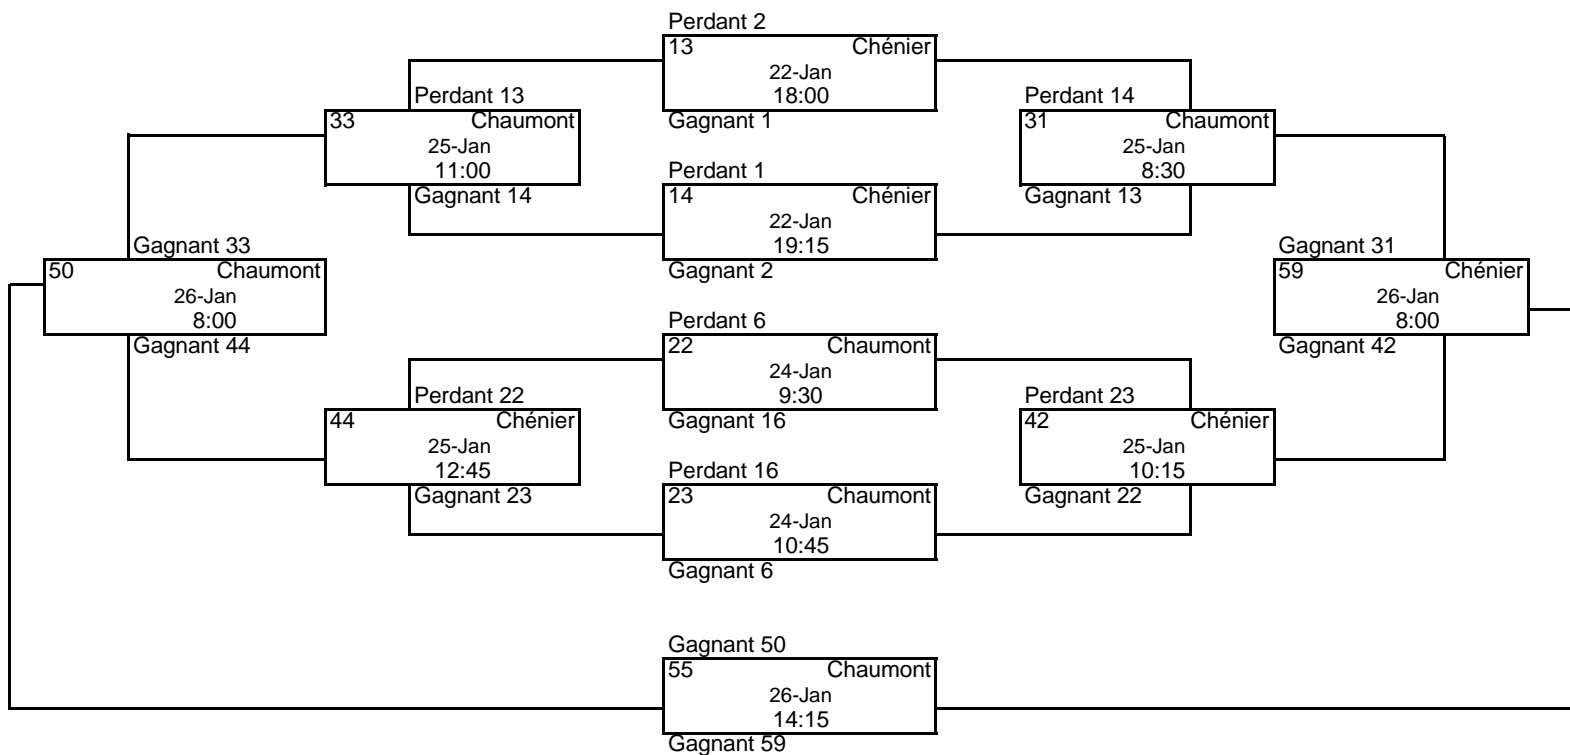 Perdant 2
13 Chénier
22-Jan
18:00
Gagnant 1
Perdant 13
33 Chaumont
25-Jan
11:00
Gagnant 14
Perdant 14
31 Chaumont
25-Jan
8:30
Gagnant 13
Perdant 1
14 Chénier
22-Jan
19:15
Gagnant 2
Gagnant 33
50 Chaumont
26-Jan
8:00
Gagnant 44
Gagnant 31
59 Chénier
26-Jan
8:00
Gagnant 42
Perdant 6
22 Chaumont
24-Jan
9:30
Gagnant 16
Perdant 22
44 Chénier
25-Jan
12:45
Gagnant 23
Perdant 23
42 Chénier
25-Jan
10:15
Gagnant 22
Perdant 16
23 Chaumont
24-Jan
10:45
Gagnant 6
Gagnant 50
55 Chaumont
26-Jan
14:15
Gagnant 59